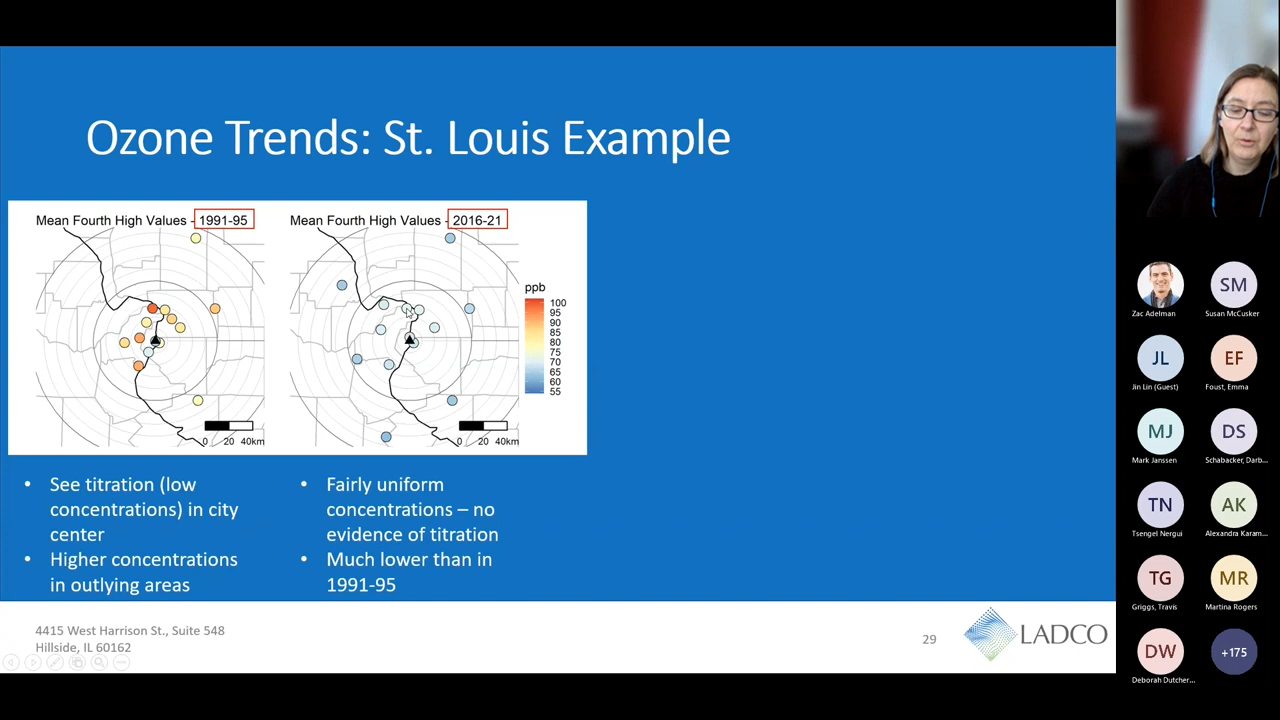 Ozone Trends: St. Louis Example
Mean Fourth High Values - 1991-95
0 20 40km
Mean Fourth High Values - 2016-21
0 20 40km
ppb
100
95
90
85
80
75
70
65
60
55
• See titration (low
concentrations) in city
center
• Higher concentrations
in outlying areas
• Fairly uniform
concentrations – no
evidence of titration
• Much lower than in
1991-95
4415 West Harrison St., Suite 548
Hillside, IL 60162
29
LADCO
Zac Adelman
SM
Susan McCusker
JL
Jin Lin (Guest)
EF
Foust, Emma
MJ
Mark Janssen
DS
Schabacker, Darb...
TN
Tsengel Nergui
AK
Alexandra Karam...
TG
Griggs, Travis
MR
Martina Rogers
DW
Deborah Dutcher...
+175